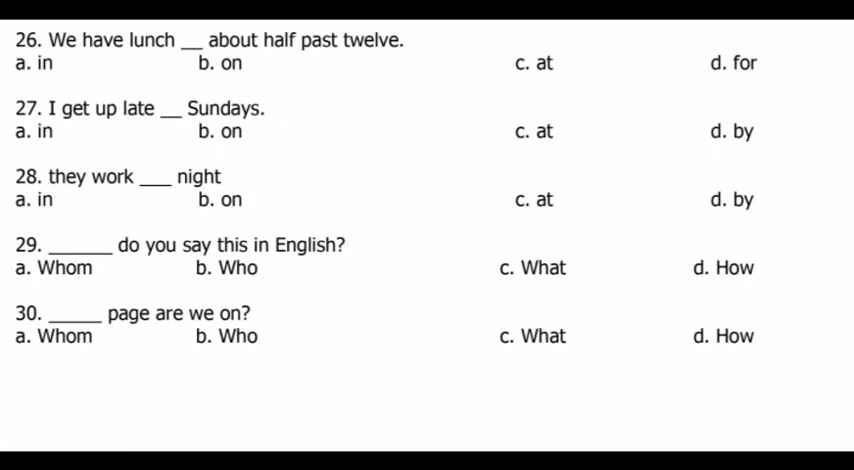 26. We have lunch __ about half past twelve.
a. in b. on c. at d. for
27. I get up late __ Sundays.
a. in b. on c. at d. by
28. they work ___ night
a. in b. on c. at d. by
29. ______ do you say this in English?
a. Whom b. Who c. What d. How
30. _____ page are we on?
a. Whom b. Who c. What d. How